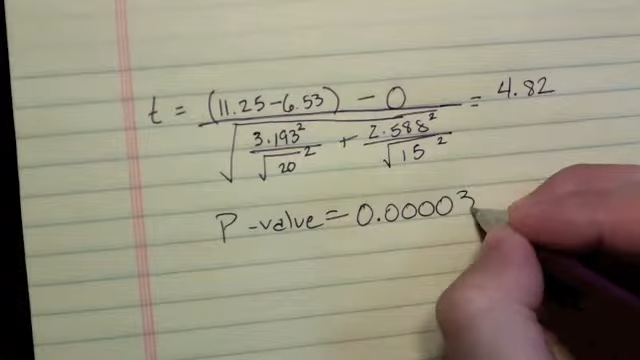 t = (11.25-6.53) - 0 / √(3.193² / √20² + 2.588² / √15²) = 4.82
P-value = 0.00003